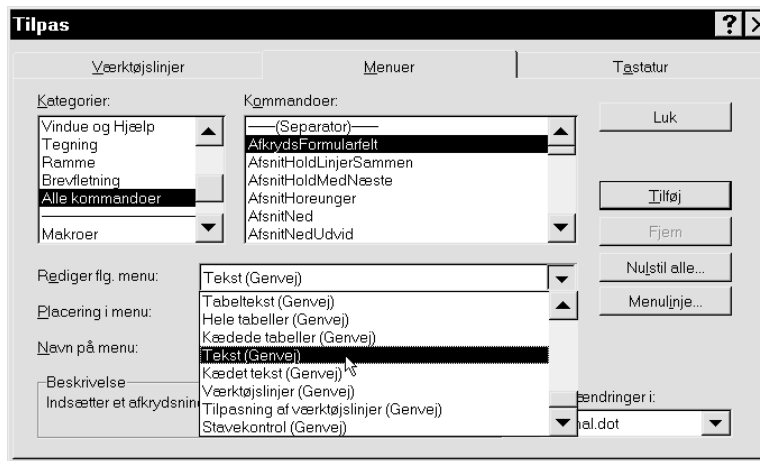 Tilpas
Værktøjslinjer Menuer Tastatur
Kategorier: Kommandoer:
Vindue og Hjælp
Tegning
Ramme
Brevfletning
Alle kommandoer
Makroer
(Separator)
AfkrydsFormularfelt
AfsnitHoldLinjerSammen
AfsnitHoldMedNæste
AfsnitHoreunger
AfsnitNed
AfsnitNedUdvid
Luk
Tilføj
Fjern
Nulstil alle...
Menulinje...
Rediger flg. menu: Tekst (Genvej)
Placering i menu:
Navn på menu:
Tabeltekst (Genvej)
Hele tabeller (Genvej)
Kædede tabeller (Genvej)
Tekst (Genvej)
Kædet tekst (Genvej)
Værktøjslinjer (Genvej)
Tilpasning af værktøjslinjer (Genvej)
Stavekontrol (Genvej)
Beskrivelse
Indsætter et afkrydsnin
ændringer i:
nal.dot